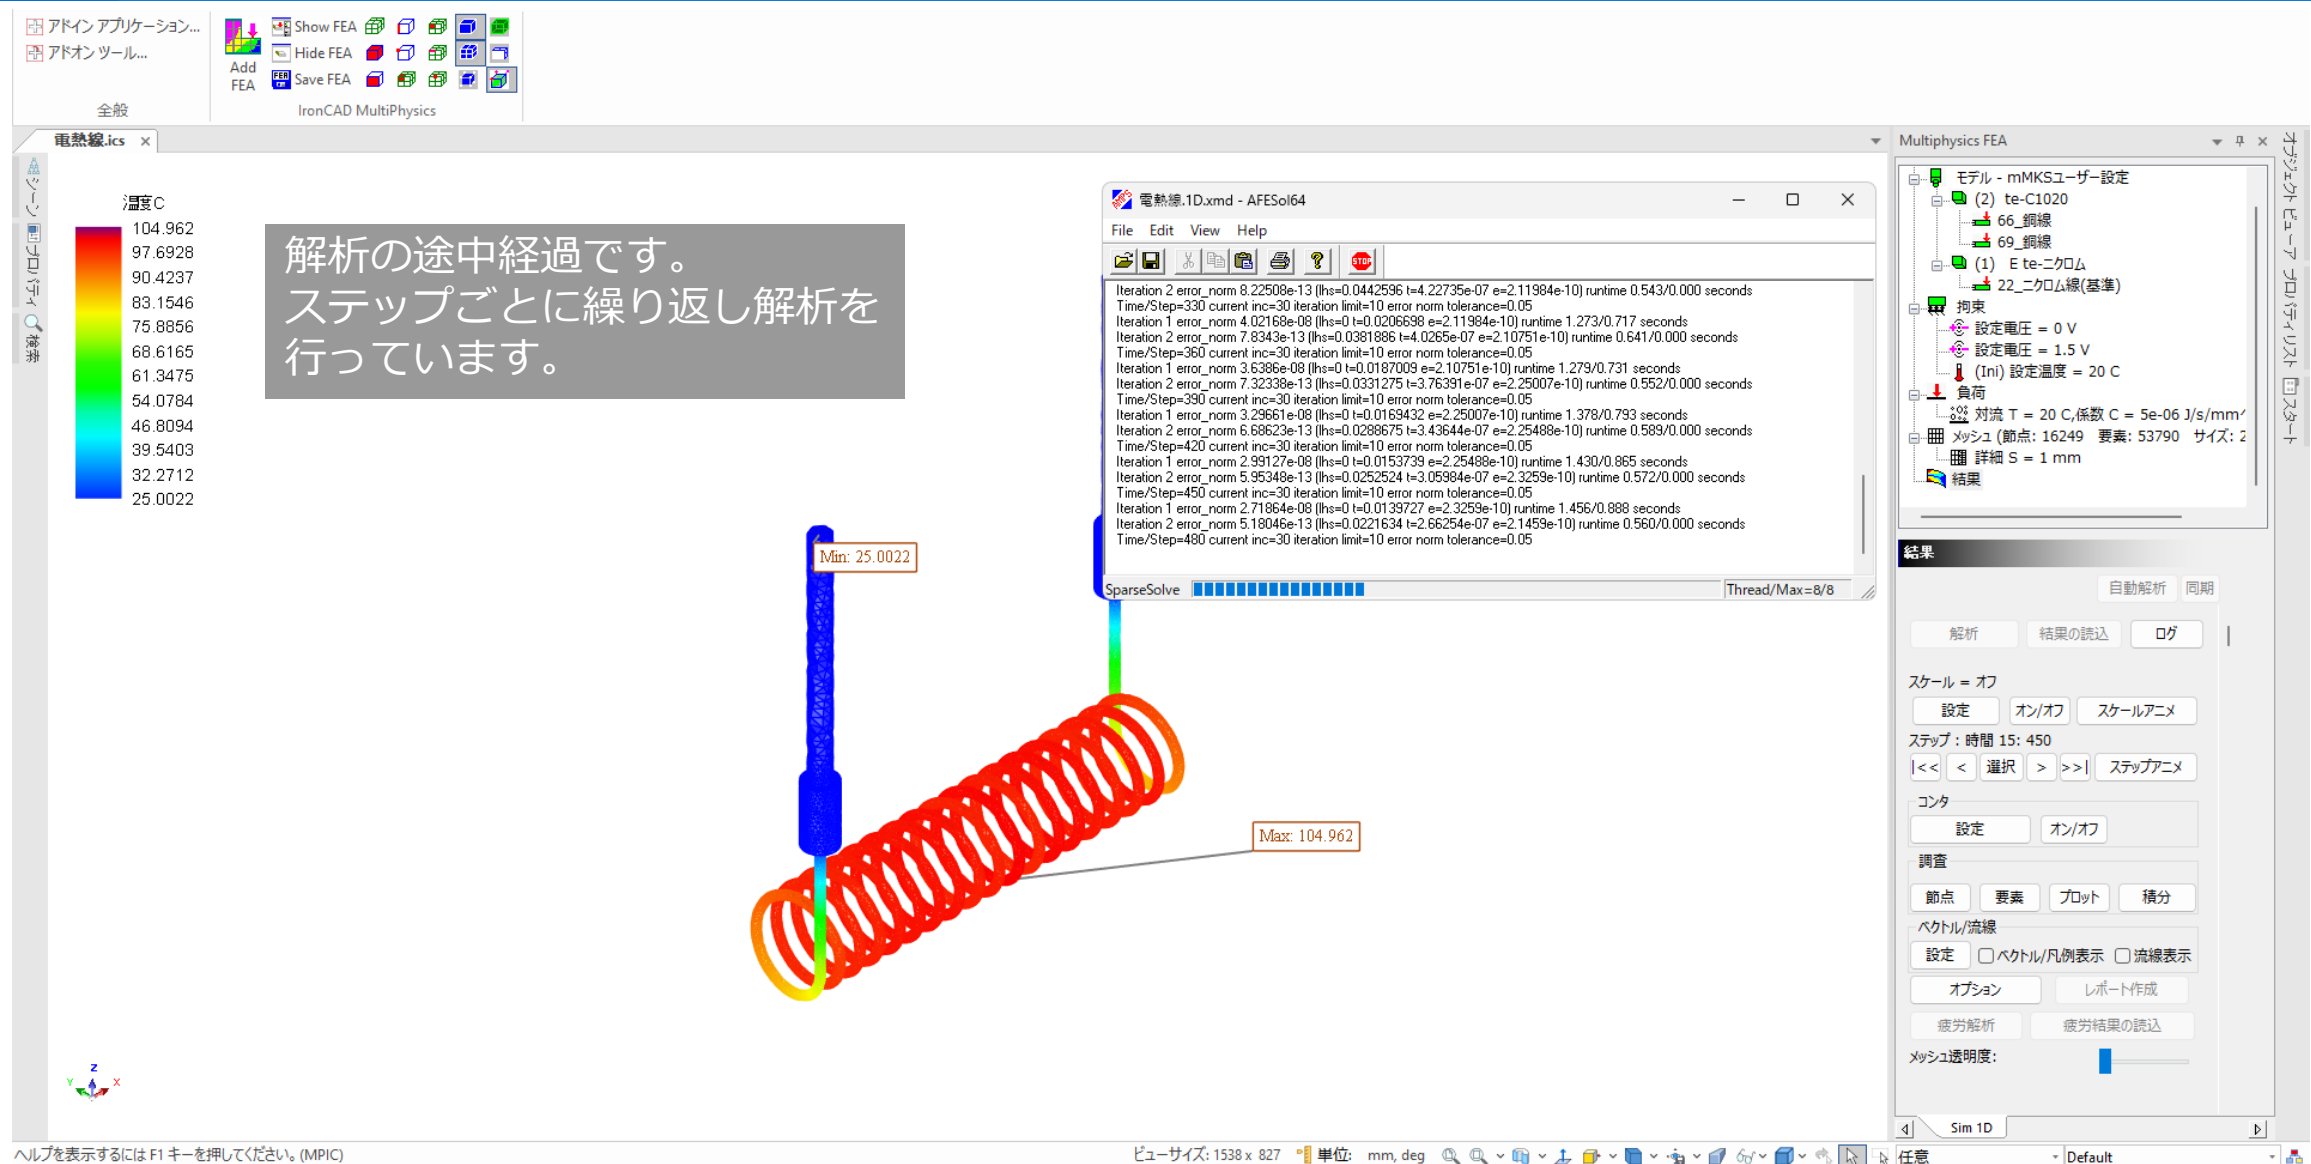 アドイン アプリケーション...
アドオン ツール...
全般
Add
FEA
Show FEA
Hide FEA
Save FEA
IronCAD MultiPhysics
電熱線.ics
シーン
プロパティ
検索
温度C
104.962
97.6928
90.4237
83.1546
75.8856
68.6165
61.3475
54.0784
46.8094
39.5403
32.2712
25.0022
解析の途中経過です。
ステップごとに繰り返し解析を
行っています。
Min: 25.0022
Max: 104.962
電熱線.1D.xmd - AFESol64
File Edit View Help
STOP
Iteration 2 error_norm 8.22508e-13 (lhs=0.0442596 t=4.22735e-07 e=2.11984e-10) runtime 0.543/0.000 seconds
Time/Step=330 current inc=30 iteration limit=10 error norm tolerance=0.05
Iteration 1 error_norm 4.02168e-08 (lhs=0 t=0.0206698 e=2.11984e-10) runtime 1.273/0.717 seconds
Iteration 2 error_norm 7.8343e-13 (lhs=0.0381886 t=4.0265e-07 e=2.10751e-10) runtime 0.641/0.000 seconds
Time/Step=360 current inc=30 iteration limit=10 error norm tolerance=0.05
Iteration 1 error_norm 3.6386e-08 (lhs=0 t=0.0187009 e=2.10751e-10) runtime 1.279/0.731 seconds
Iteration 2 error_norm 7.32338e-13 (lhs=0.0331275 t=3.76391e-07 e=2.25007e-10) runtime 0.552/0.000 seconds
Time/Step=390 current inc=30 iteration limit=10 error norm tolerance=0.05
Iteration 1 error_norm 3.29661e-08 (lhs=0 t=0.0169432 e=2.25007e-10) runtime 1.378/0.793 seconds
Iteration 2 error_norm 6.68623e-13 (lhs=0.0288675 t=3.43644e-07 e=2.25488e-10) runtime 0.589/0.000 seconds
Time/Step=420 current inc=30 iteration limit=10 error norm tolerance=0.05
Iteration 1 error_norm 2.99127e-08 (lhs=0 t=0.0153739 e=2.25488e-10) runtime 1.430/0.865 seconds
Iteration 2 error_norm 5.95348e-13 (lhs=0.0252524 t=3.05984e-07 e=2.3259e-10) runtime 0.572/0.000 seconds
Time/Step=450 current inc=30 iteration limit=10 error norm tolerance=0.05
Iteration 1 error_norm 2.71864e-08 (lhs=0 t=0.0139727 e=2.3259e-10) runtime 1.456/0.888 seconds
Iteration 2 error_norm 5.18046e-13 (lhs=0.0221634 t=2.66254e-07 e=2.1459e-10) runtime 0.560/0.000 seconds
Time/Step=480 current inc=30 iteration limit=10 error norm tolerance=0.05
SparseSolve
Thread/Max=8/8
Multiphysics FEA
モデル - mMKSユーザー設定
(2) te-C1020
66_銅線
69_銅線
(1) E te-ニクロム
22_ニクロム線(基準)
拘束
設定電圧 = 0 V
設定電圧 = 1.5 V
(Ini) 設定温度 = 20 C
負荷
対流 T = 20 C,係数 C = 5e-06 J/s/mm^
メッシュ (節点: 16249 要素: 53790 サイズ: 2
詳細 S = 1 mm
結果
結果
自動解析 同期
解析 結果の読込 ログ
スケール = オフ
設定 オン/オフ スケールアニメ
ステップ : 時間 15: 450
|<< < 選択 > >>| ステップアニメ
コンタ
設定 オン/オフ
調査
節点 要素 プロット 積分
ベクトル/流線
設定 ベクトル/凡例表示 流線表示
オプション レポート作成
疲労解析 疲労結果の読込
メッシュ透明度:
Sim 1D
オブジェクト ビューア
プロパティ リスト
スタート
Z
Y X
ヘルプを表示するには F1 キーを押してください。(MPIC)
ビューサイズ: 1538 x 827 単位: mm, deg
任意 Default